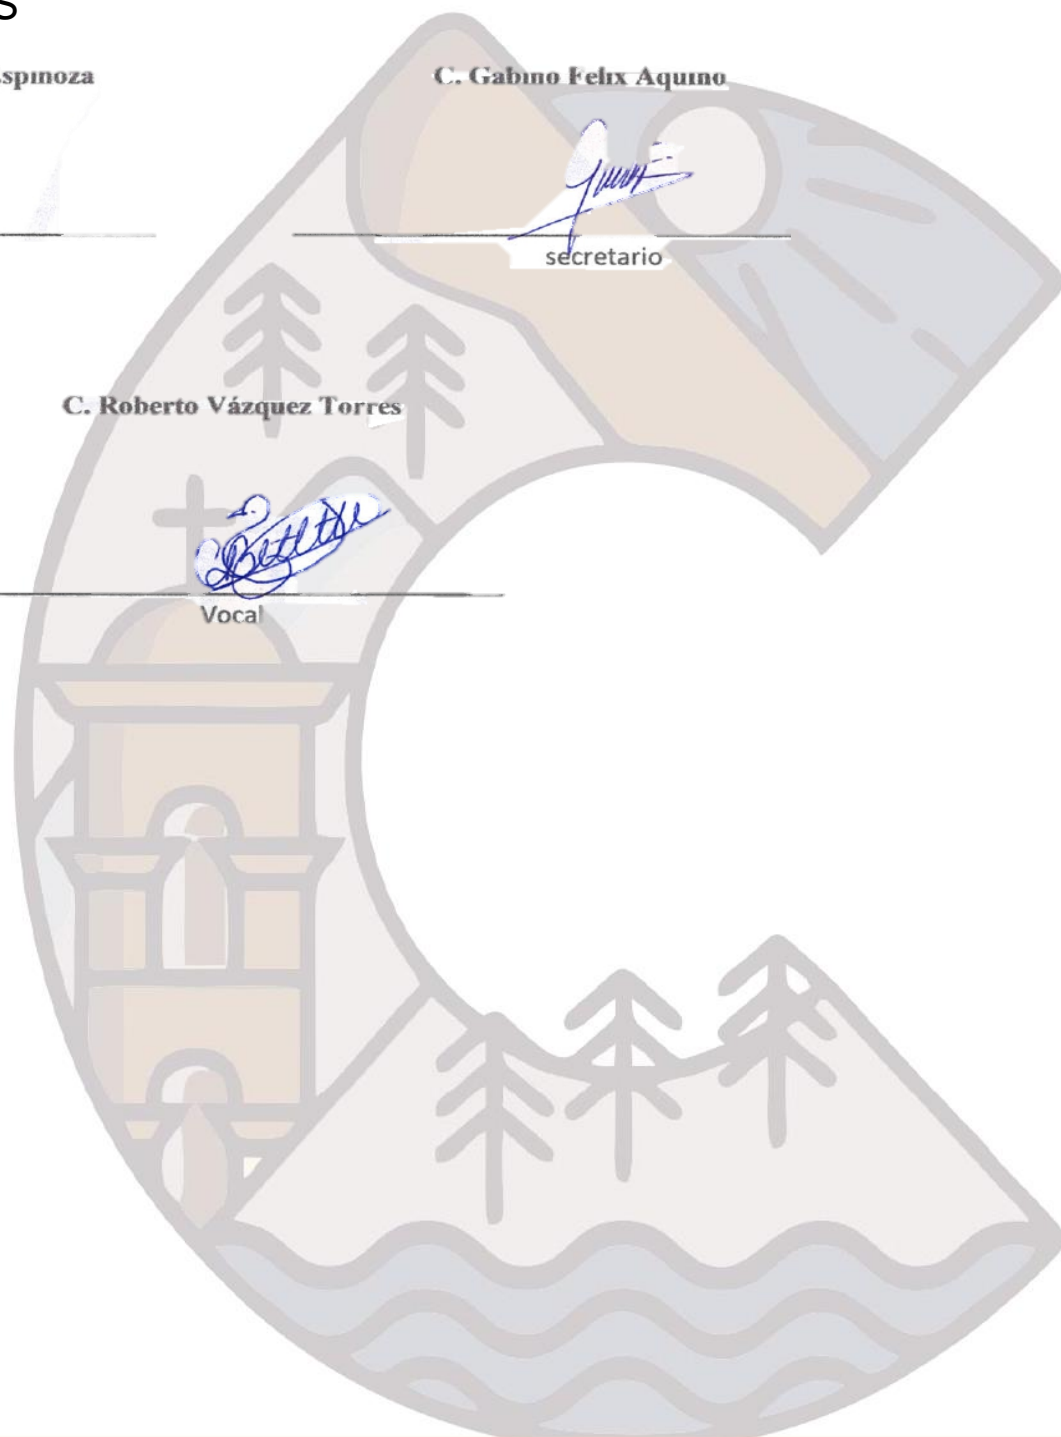 S
spinoza C. Gabino Felix Aquino
secretario
C. Roberto Vázquez Torres
Vocal